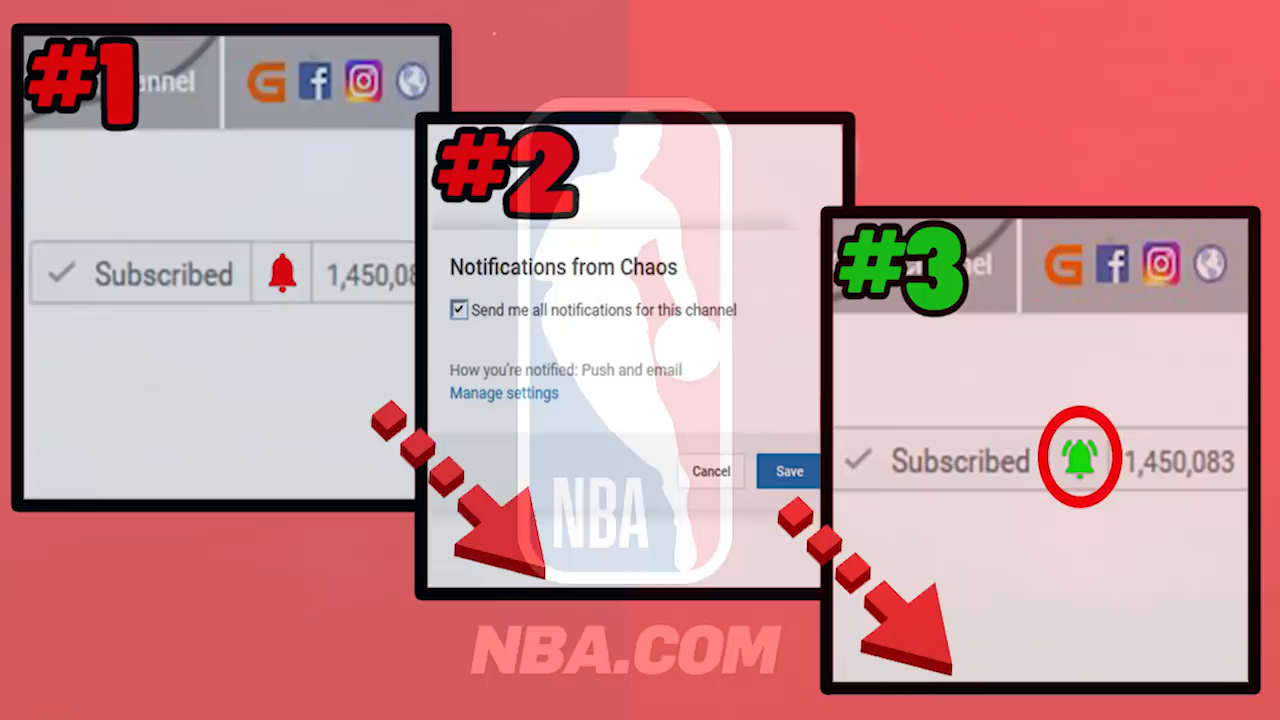 #1
annel
Subscribed
1,450,08
#2
Notifications from Chaos
Send me all notifications for this channel
How you're notified: Push and email
Manage settings
Cancel
Save
NBA
NBA.COM
#3
Subscribed
1,450,083